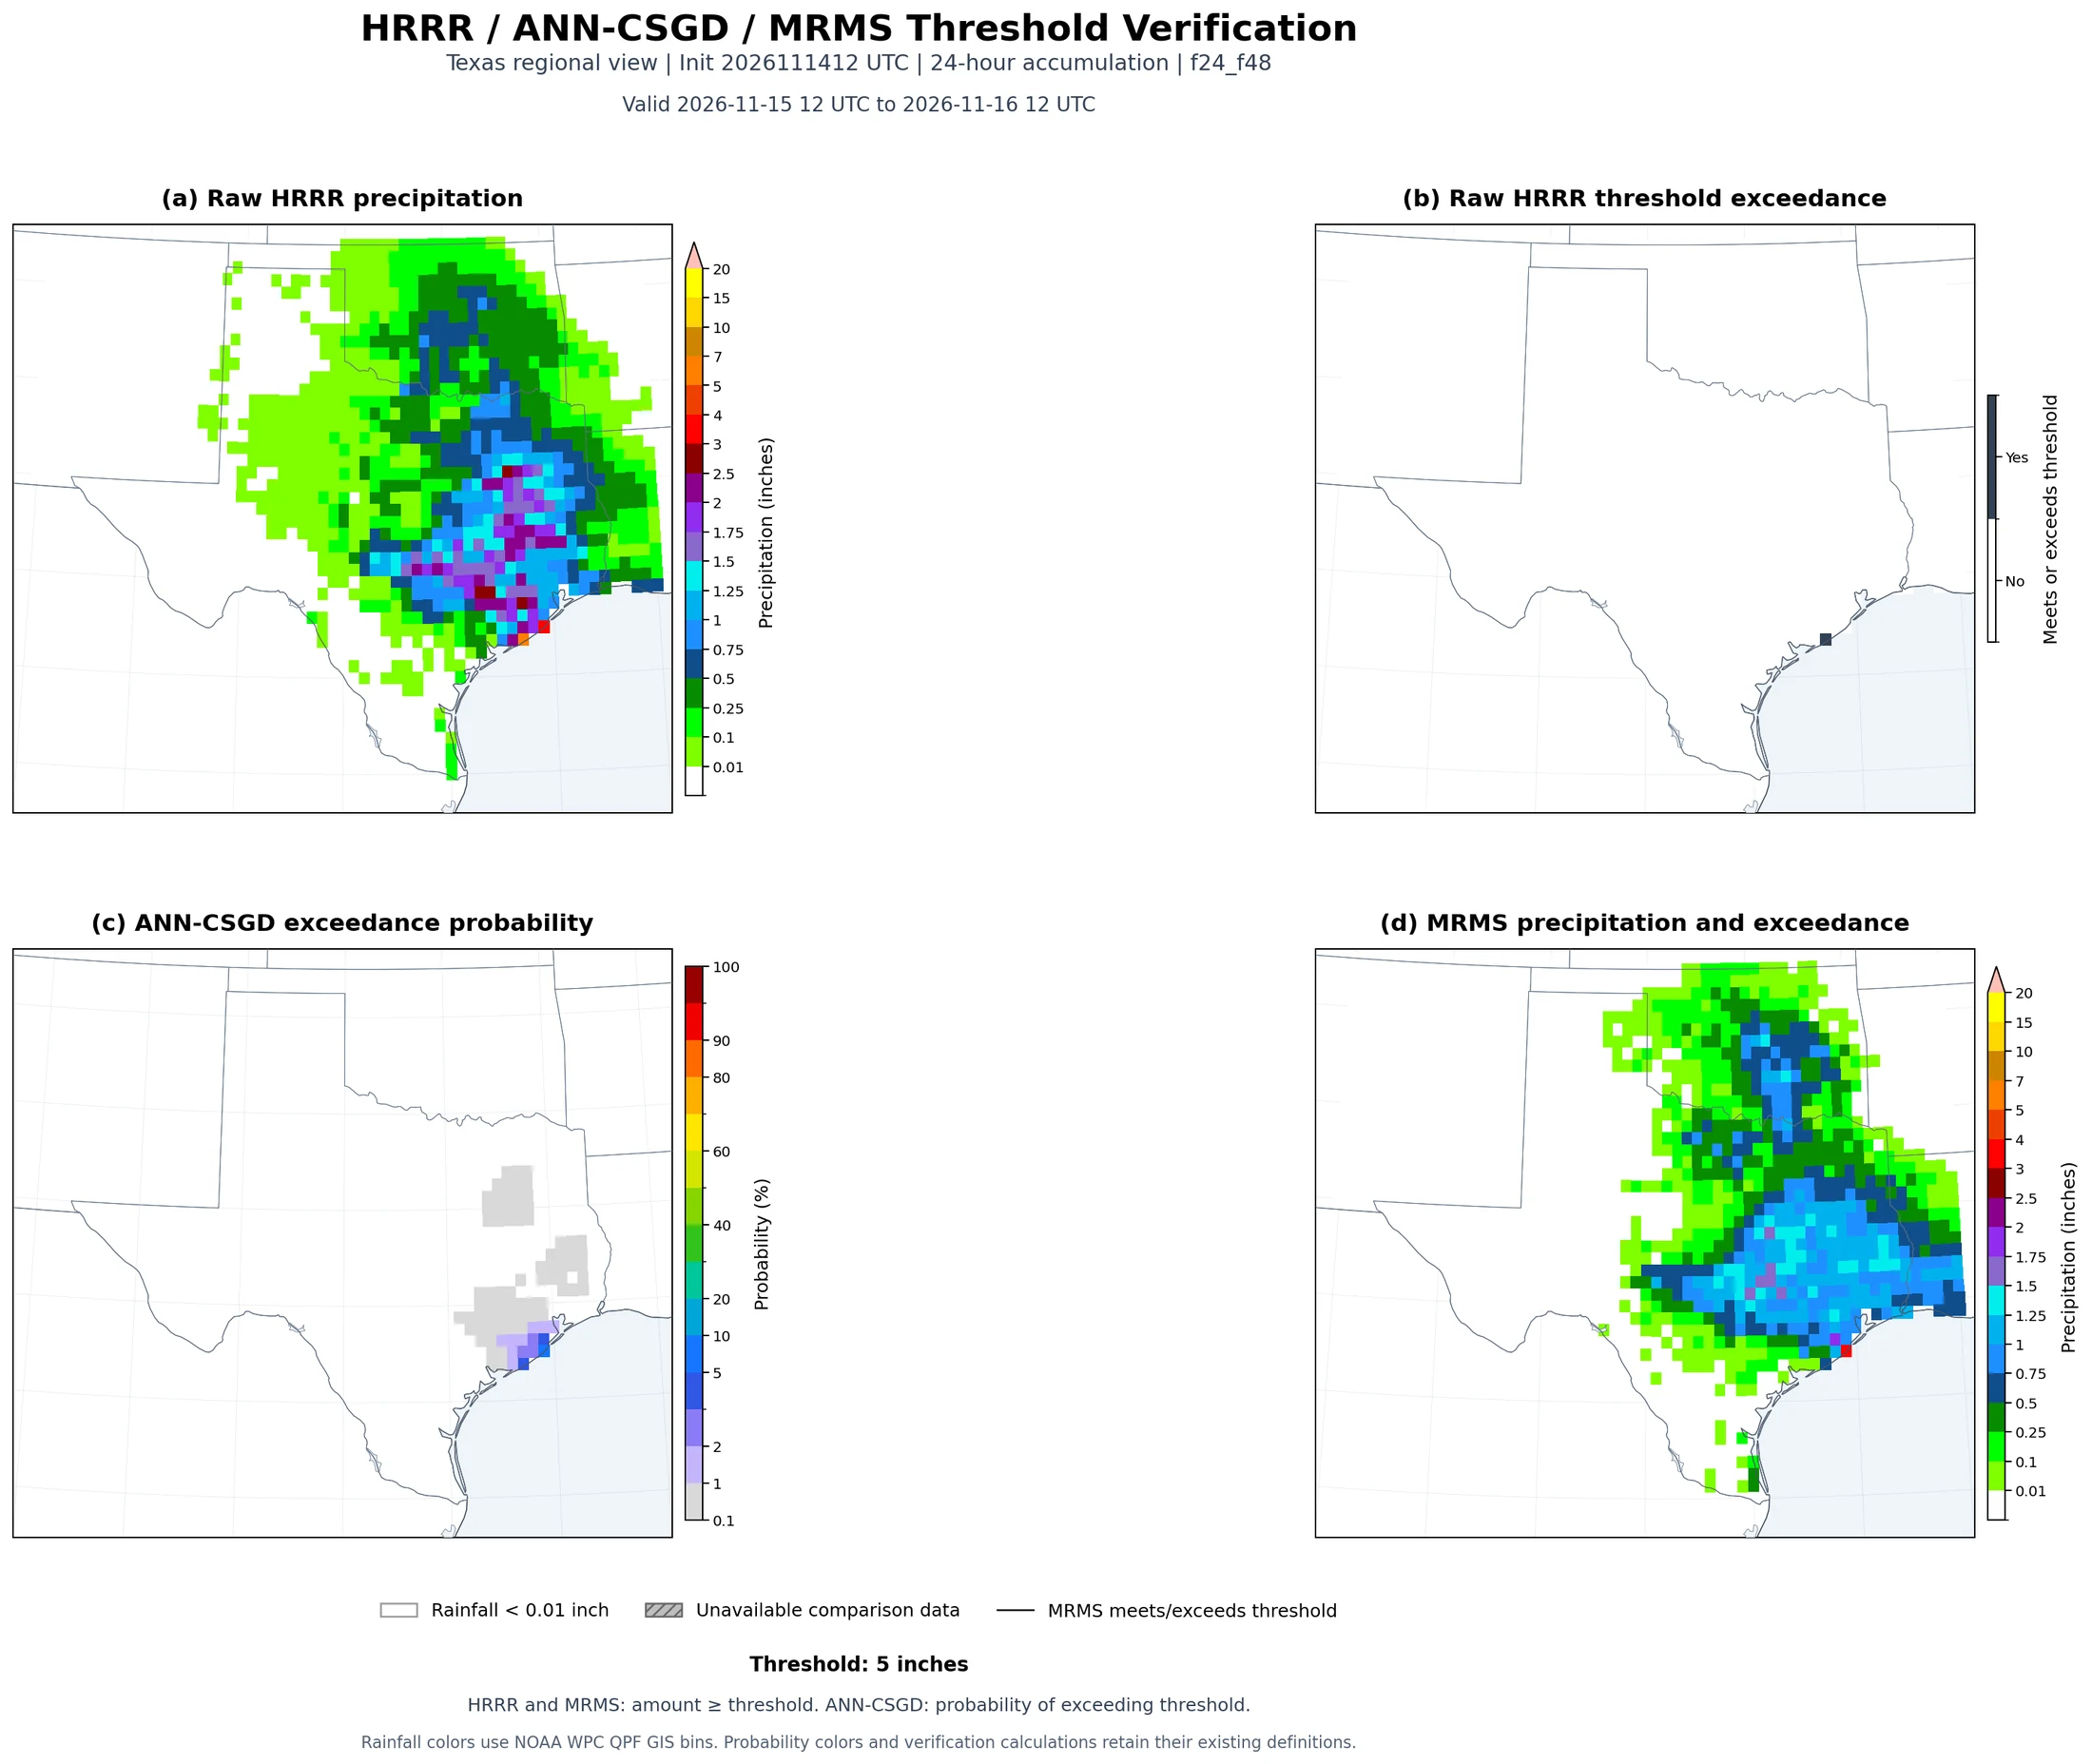 HRRR / ANN-CSGD / MRMS Threshold Verification
Texas regional view | Init 2026111412 UTC | 24-hour accumulation | f24_f48
Valid 2026-11-15 12 UTC to 2026-11-16 12 UTC
(a) Raw HRRR precipitation
20
15
10
7
5
4
3
2.5
2
1.75
1.5
1.25
1
0.75
0.5
0.25
0.1
0.01
Precipitation (inches)
(b) Raw HRRR threshold exceedance
Yes
No
Meets or exceeds threshold
(c) ANN-CSGD exceedance probability
100
90
80
60
40
20
10
5
2
1
0.1
Probability (%)
(d) MRMS precipitation and exceedance
20
15
10
7
5
4
3
2.5
2
1.75
1.5
1.25
1
0.75
0.5
0.25
0.1
0.01
Precipitation (inches)
Rainfall < 0.01 inch
Unavailable comparison data
MRMS meets/exceeds threshold
Threshold: 5 inches
HRRR and MRMS: amount ≥ threshold. ANN-CSGD: probability of exceeding threshold.
Rainfall colors use NOAA WPC QPF GIS bins. Probability colors and verification calculations retain their existing definitions.